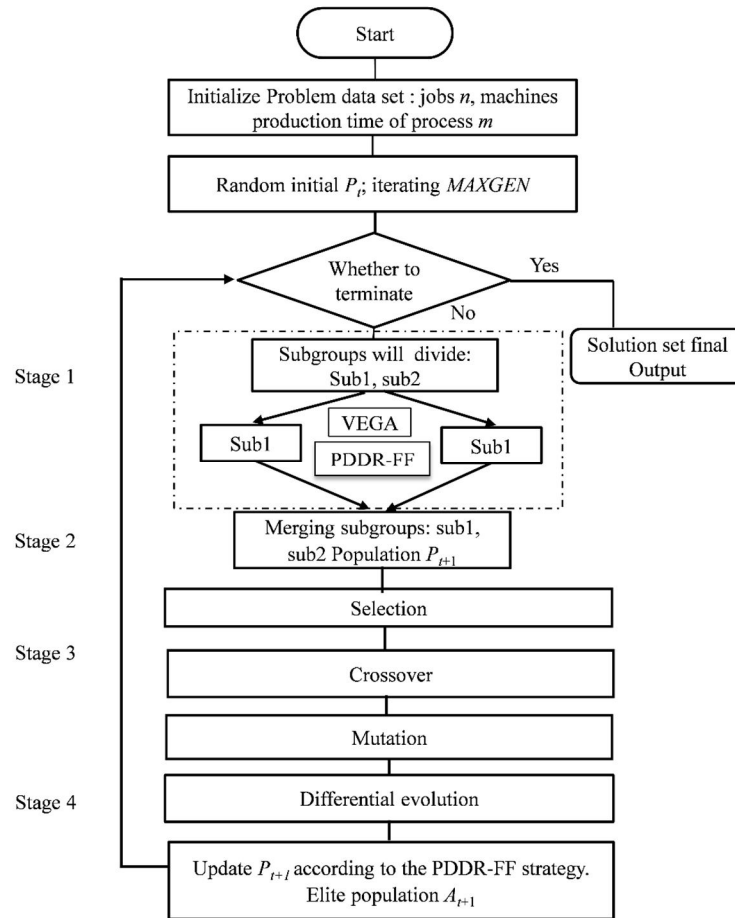 Start
Initialize Problem data set : jobs n, machines
production time of process m
Random initial Pₜ; iterating MAXGEN
Whether to
terminate
Yes
No
Solution set final
Output
Stage 1
Subgroups will divide:
Sub1, sub2
VEGA
Sub1
Sub1
PDDR-FF
Stage 2
Merging subgroups: sub1,
sub2 Population Pₜ₊₁
Selection
Stage 3
Crossover
Mutation
Stage 4
Differential evolution
Update Pₜ₊₁ according to the PDDR-FF strategy.
Elite population Aₜ₊₁